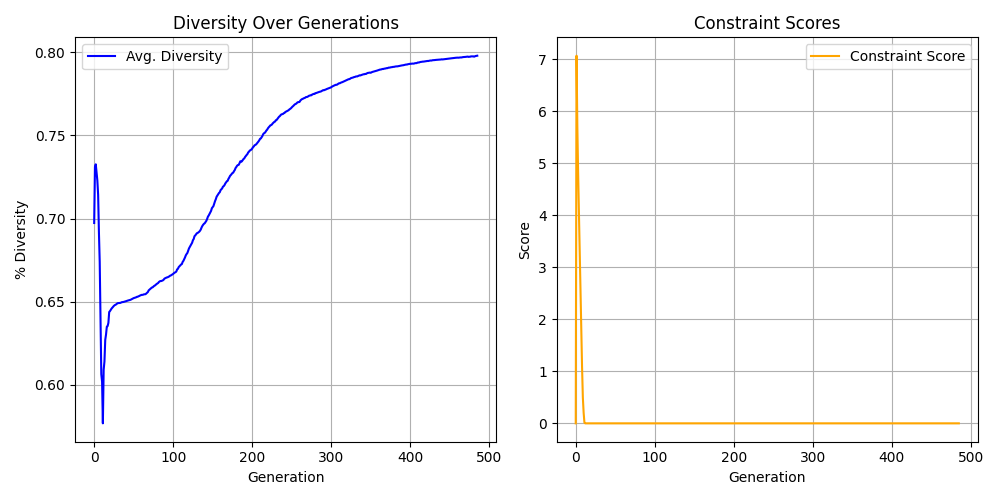 Diversity Over Generations
Avg. Diversity
0.80
0.75
0.70
0.65
0.60
% Diversity
0 100 200 300 400 500
Generation
Constraint Scores
Constraint Score
7
6
5
4
3
2
1
0
Score
0 100 200 300 400 500
Generation